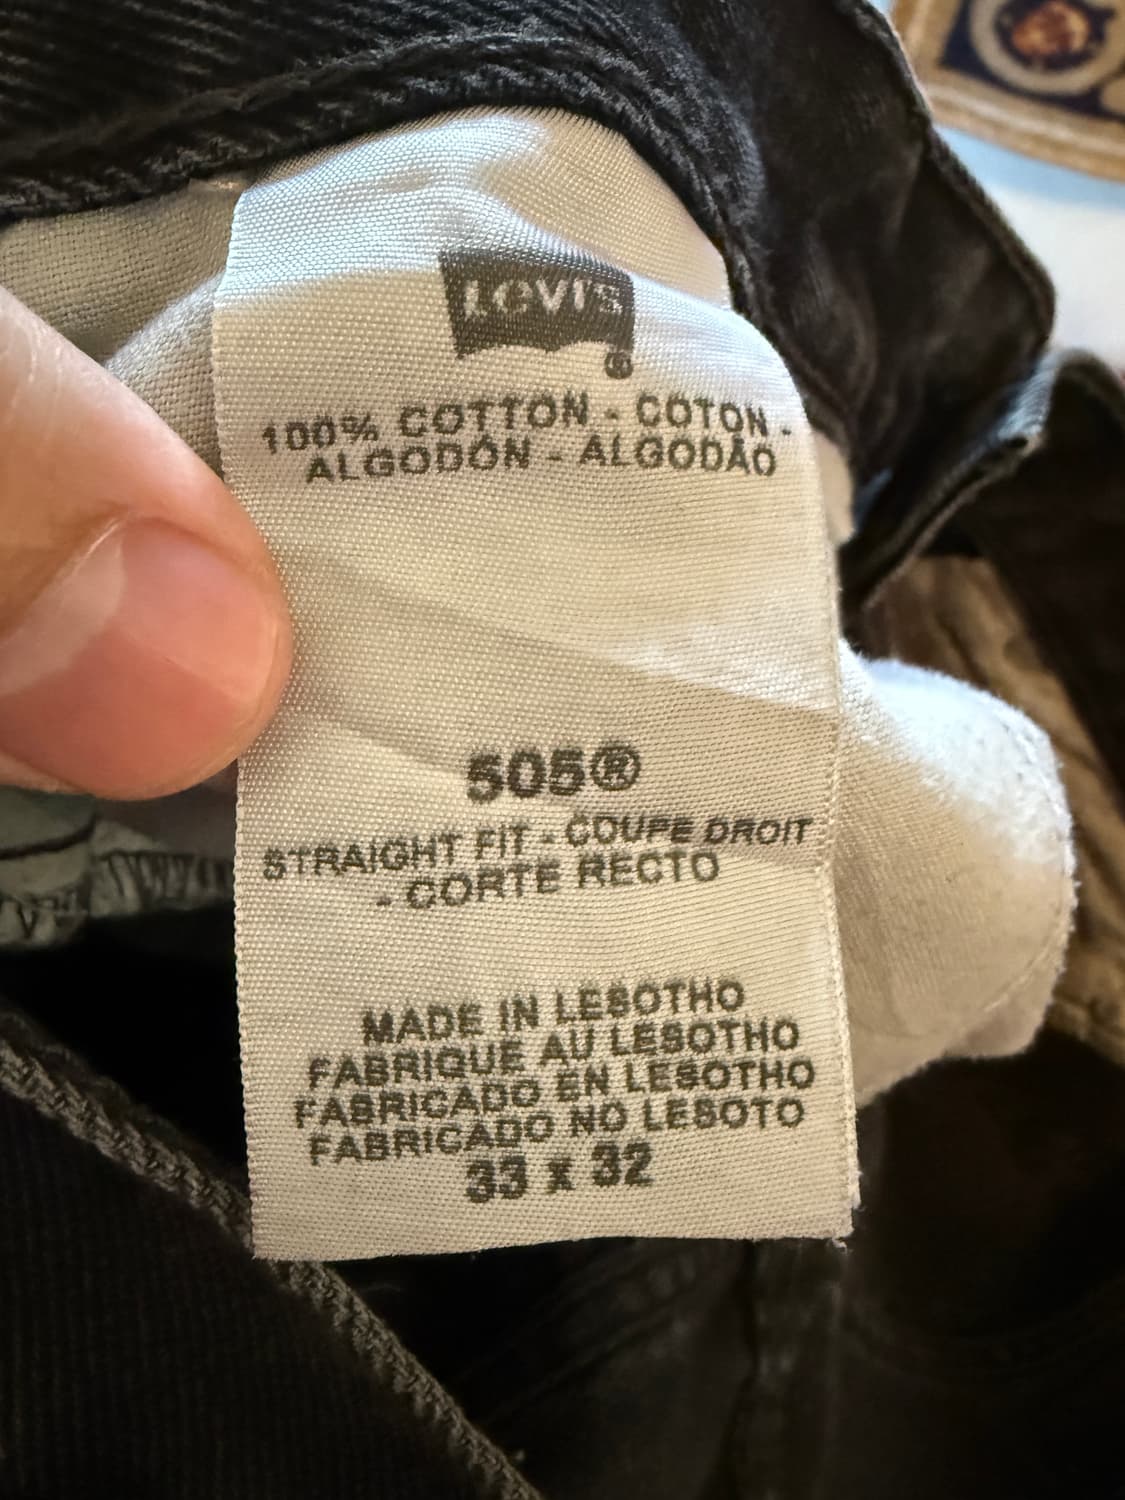 LEVI'S
®
100% COTTON - COTON -
ALGODÓN - ALGODÃO
505®
STRAIGHT FIT - COUPE DROIT
- CORTE RECTO
MADE IN LESOTHO
FABRIQUE AU LESOTHO
FABRICADO EN LESOTHO
FABRICADO NO LESOTO
33 x 32